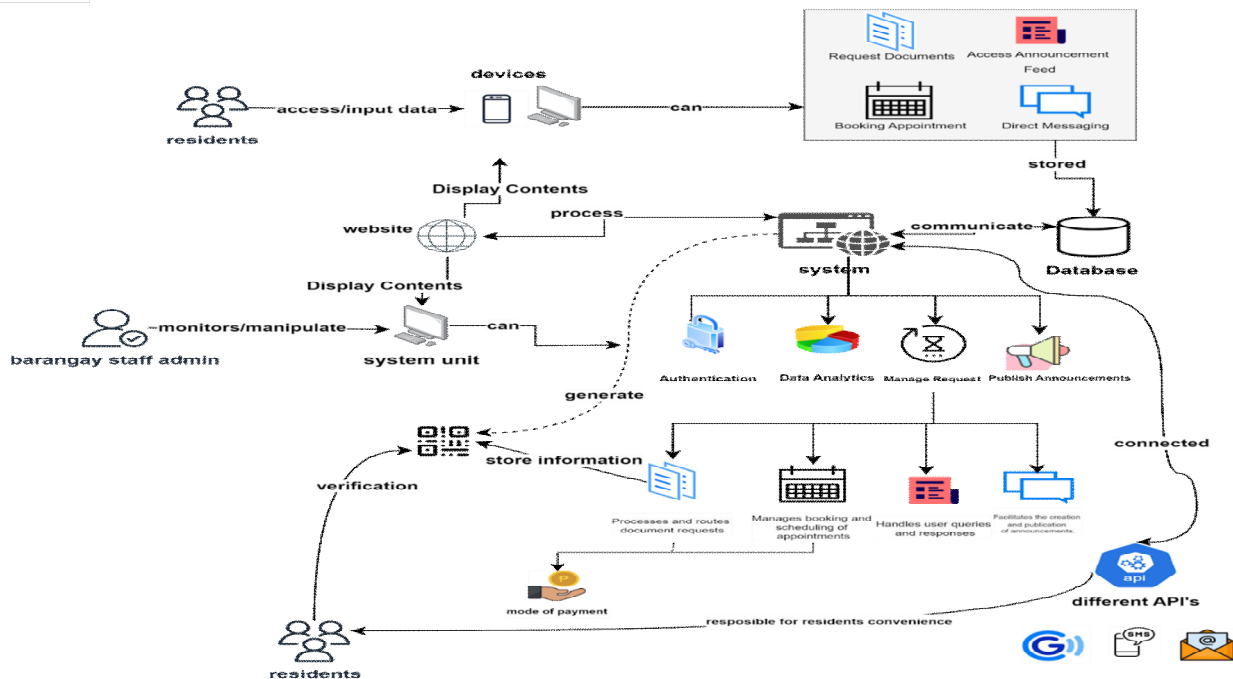 Request Documents
Access Announcement
Feed
devices
access/input data
can
residents
Booking Appointment
Direct Messaging
stored
Display Contents
process
website
communicate
system
Database
Display Contents
monitors/manipulate
can
barangay staff admin
system unit
Authentication
Data Analytics
Manage Request
Publish Announcements
generate
connected
store information
verification
Processes and routes
document requests
Manages booking and
scheduling of
appointments
Handles user queries
and responses
Facilitates the creation
and publication
of announcements.
api
P
mode of payment
different API's
resposible for residents convenience
G
SMS
@
residents